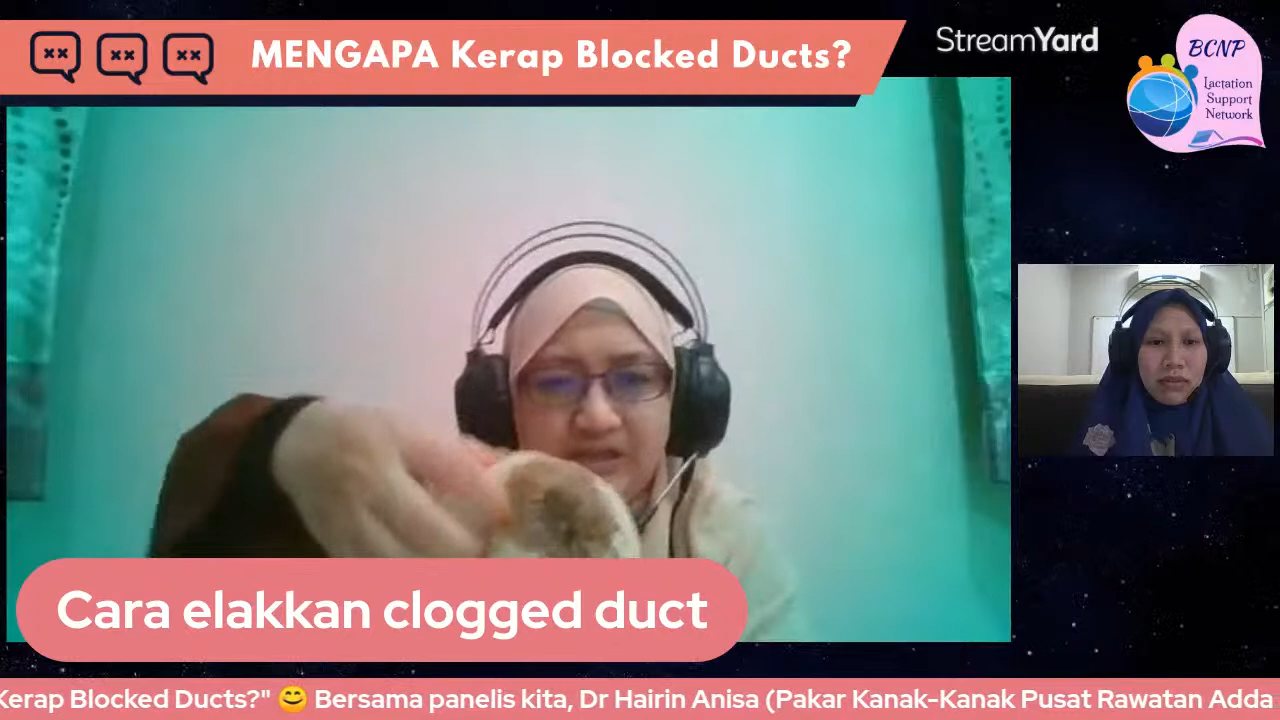 MENGAPA Kerap Blocked Ducts?
StreamYard
BCNP
Lactation
Support
Network
Cara elakkan clogged duct
Kerap Blocked Ducts?" 😊 Bersama panelis kita, Dr Hairin Anisa (Pakar Kanak-Kanak Pusat Rawatan Adda